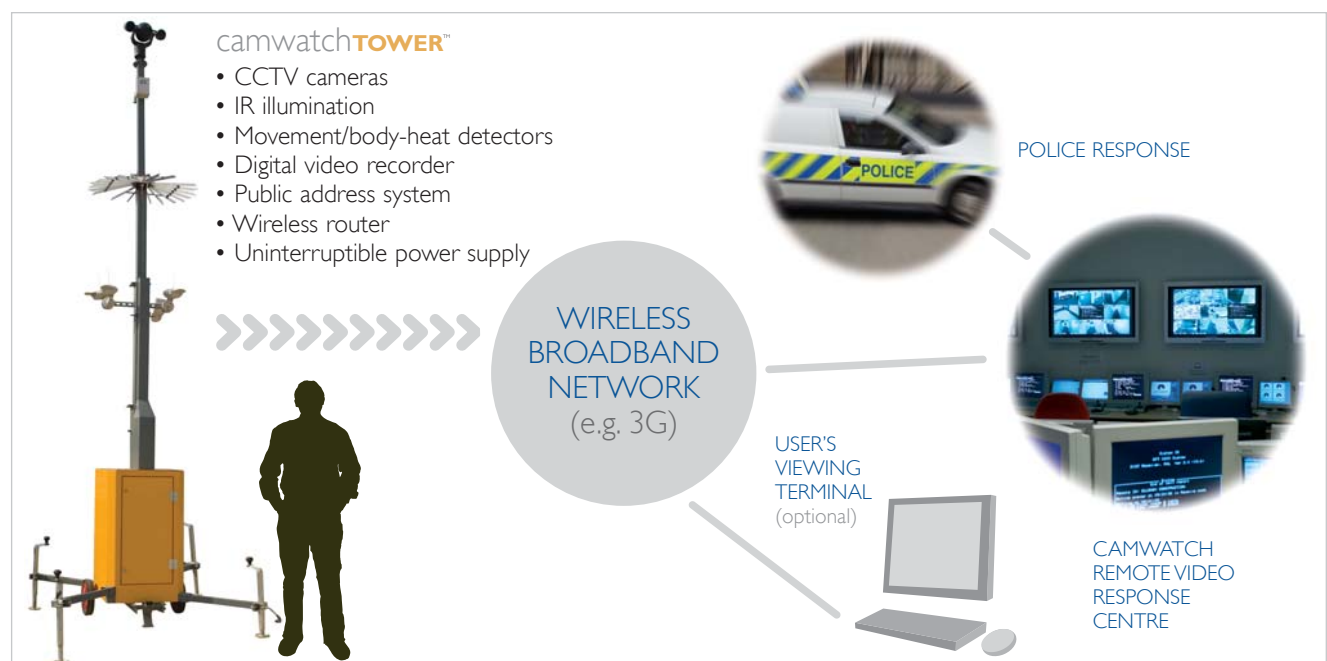 camwatchTOWER™
• CCTV cameras
• IR illumination
• Movement/body-heat detectors
• Digital video recorder
• Public address system
• Wireless router
• Uninterruptible power supply
WIRELESS
BROADBAND
NETWORK
(e.g. 3G)
POLICE
POLICE RESPONSE
USER'S
VIEWING
TERMINAL
(optional)
CAMWATCH
REMOTE VIDEO
RESPONSE
CENTRE